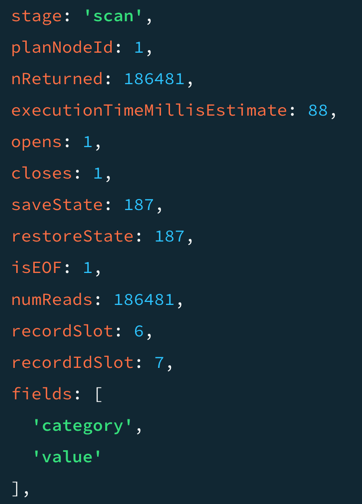 stage: 'scan',
planNodeId: 1,
nReturned: 186481,
executionTimeMillisEstimate: 88,
opens: 1,
closes: 1,
saveState: 187,
restoreState: 187,
isEOF: 1,
numReads: 186481,
recordSlot: 6,
recordIdSlot: 7,
fields: [
  'category',
  'value'
],